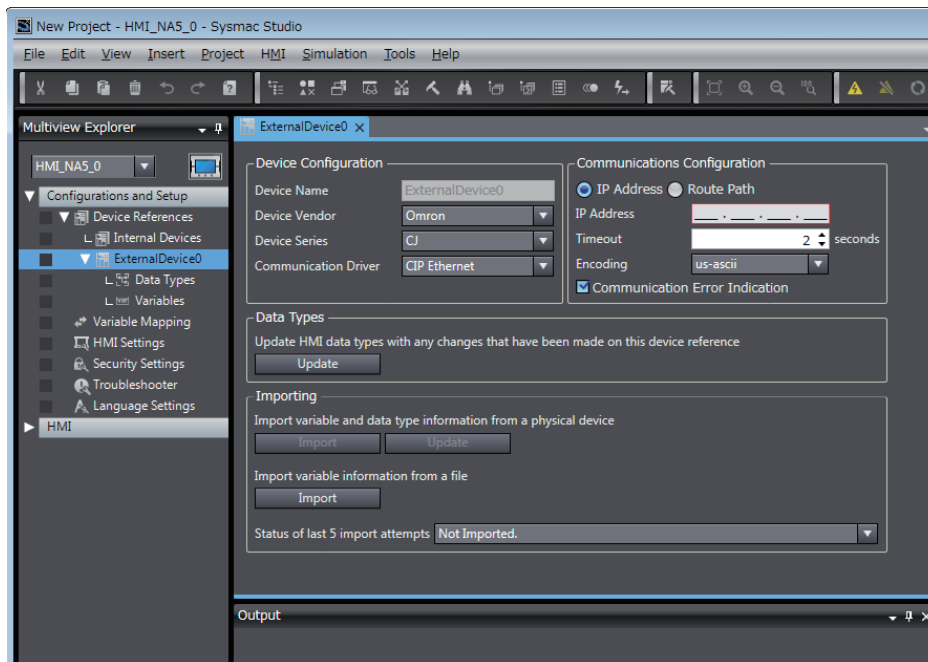 New Project - HMI_NA5_0 - Sysmac Studio
File Edit View Insert Project HMI Simulation Tools Help
Multiview Explorer
HMI_NA5_0
Configurations and Setup
Device References
Internal Devices
ExternalDevice0
Data Types
Variables
Variable Mapping
HMI Settings
Security Settings
Troubleshooter
Language Settings
HMI
ExternalDevice0
Device Configuration
Device Name ExternalDevice0
Device Vendor Omron
Device Series CJ
Communication Driver CIP Ethernet
Communications Configuration
IP Address Route Path
IP Address ___ . ___ . ___ . ___
Timeout 2 seconds
Encoding us-ascii
Communication Error Indication
Data Types
Update HMI data types with any changes that have been made on this device reference
Update
Importing
Import variable and data type information from a physical device
Import Update
Import variable information from a file
Import
Status of last 5 import attempts Not Imported.
Output